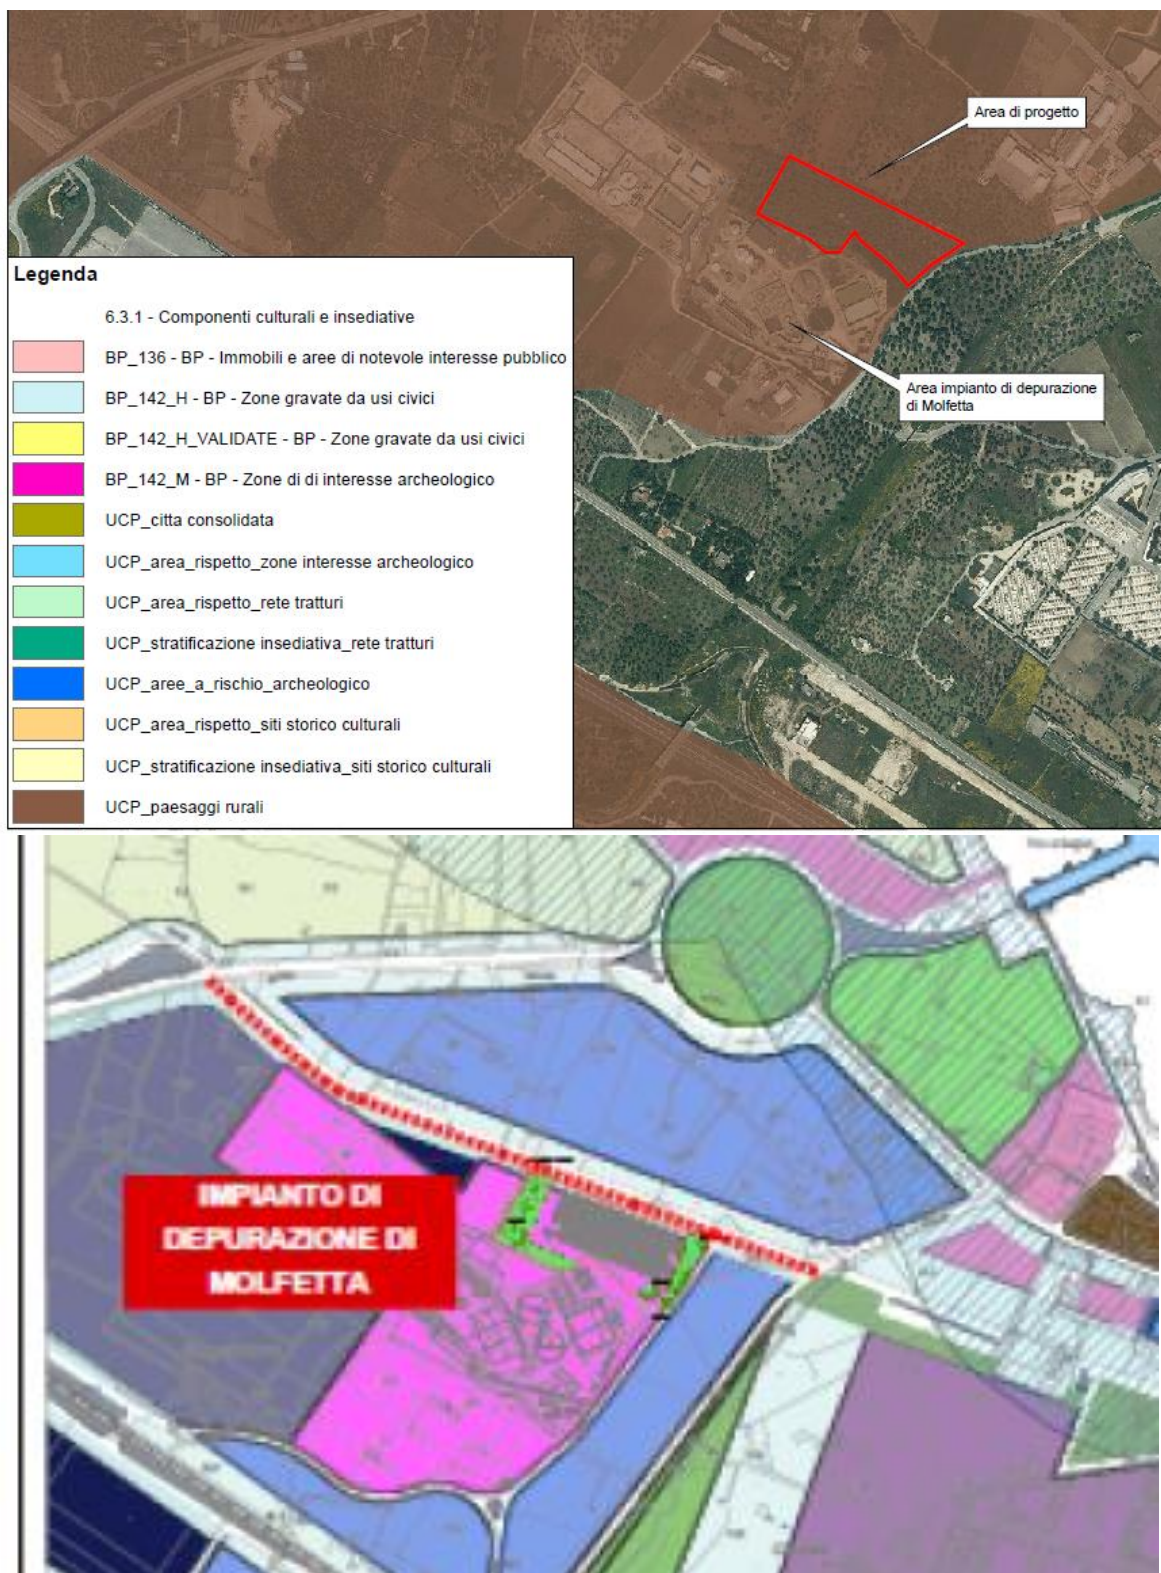 Area di progetto
Legenda
6.3.1 - Componenti culturali e insediative
BP_136 - BP - Immobili e aree di notevole interesse pubblico
BP_142_H - BP - Zone gravate da usi civici
BP_142_H_VALIDATE - BP - Zone gravate da usi civici
BP_142_M - BP - Zone di di interesse archeologico
UCP_citta consolidata
UCP_area_rispetto_zone interesse archeologico
UCP_area_rispetto_rete tratturi
UCP_stratificazione insediativa_rete tratturi
UCP_aree_a_rischio_archeologico
UCP_area_rispetto_siti storico culturali
UCP_stratificazione insediativa_siti storico culturali
UCP_paesaggi rurali
Area impianto di depurazione
di Molfetta
IMPIANTO DI
DEPURAZIONE DI
MOLFETTA